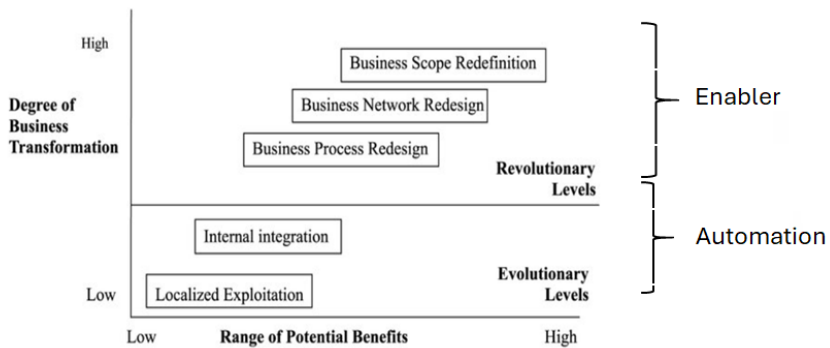 High
Business Scope Redefinition
Enabler
Degree of
Business
Transformation
Business Network Redesign
Business Process Redesign
Revolutionary
Levels
Internal integration
Automation
Evolutionary
Levels
Low
Localized Exploitation
Low
Range of Potential Benefits
High